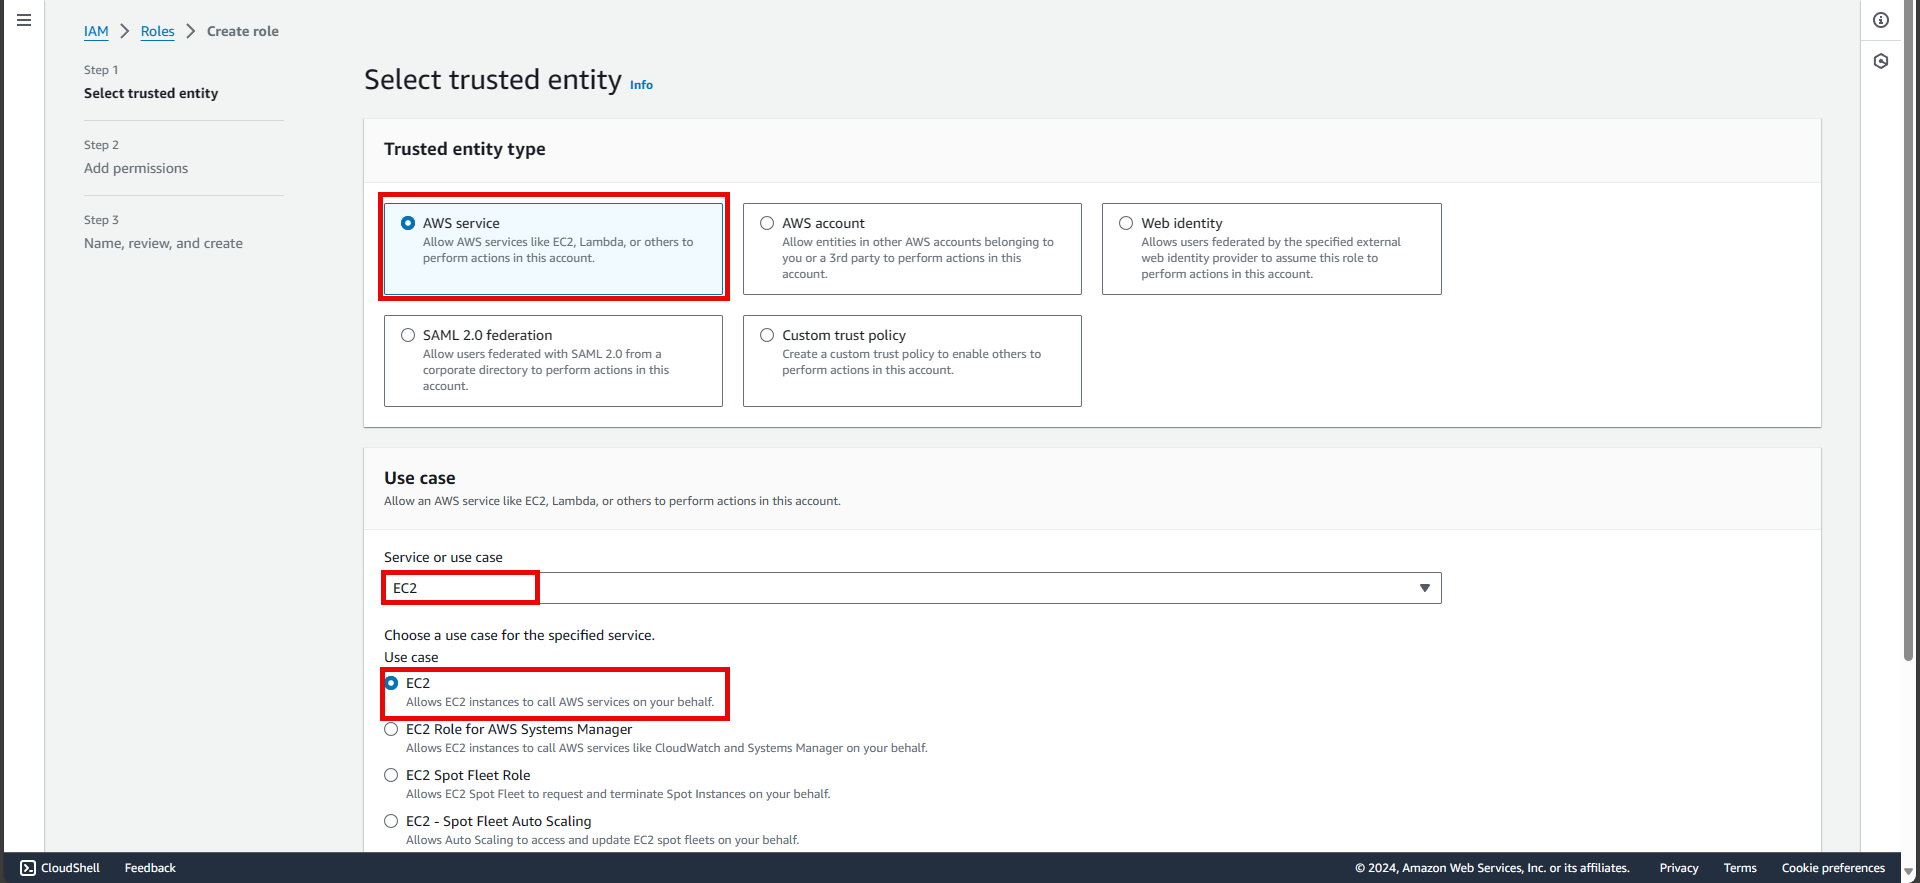 IAM > Roles > Create role
Step 1
Select trusted entity
Step 2
Add permissions
Step 3
Name, review, and create
Select trusted entity Info
Trusted entity type
AWS service
Allow AWS services like EC2, Lambda, or others to
perform actions in this account.
AWS account
Allow entities in other AWS accounts belonging to
you or a 3rd party to perform actions in this
account.
Web identity
Allows users federated by the specified external
web identity provider to assume this role to
perform actions in this account.
SAML 2.0 federation
Allow users federated with SAML 2.0 from a
corporate directory to perform actions in this
account.
Custom trust policy
Create a custom trust policy to enable others to
perform actions in this account.
Use case
Allow an AWS service like EC2, Lambda, or others to perform actions in this account.
Service or use case
EC2
Choose a use case for the specified service.
Use case
EC2
Allows EC2 instances to call AWS services on your behalf.
EC2 Role for AWS Systems Manager
Allows EC2 instances to call AWS services like CloudWatch and Systems Manager on your behalf.
EC2 Spot Fleet Role
Allows EC2 Spot Fleet to request and terminate Spot Instances on your behalf.
EC2 - Spot Fleet Auto Scaling
Allows Auto Scaling to access and update EC2 spot fleets on your behalf.
CloudShell Feedback © 2024, Amazon Web Services, Inc. or its affiliates. Privacy Terms Cookie preferences